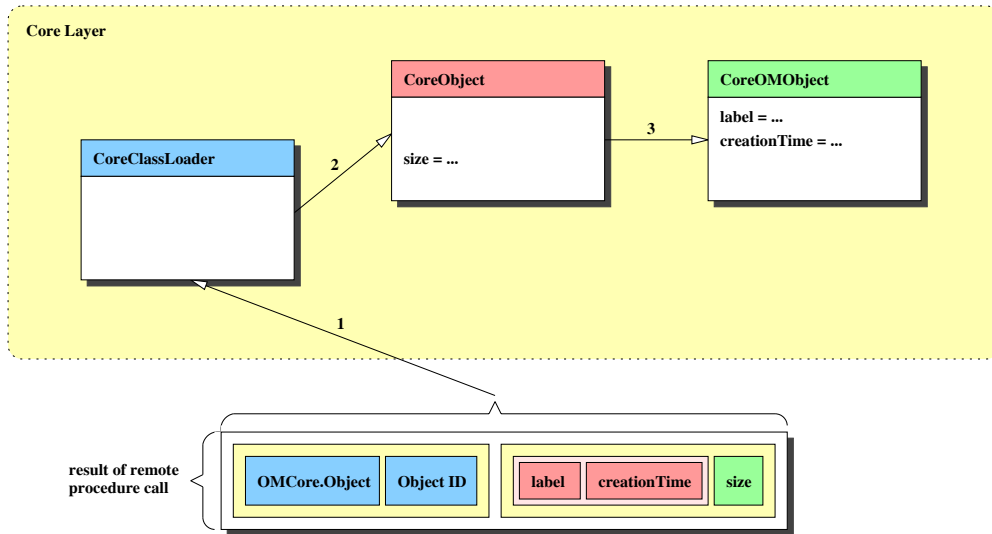 Core Layer
CoreObject
CoreOMObject
label = ...
creationTime = ...
3
size = ...
CoreClassLoader
2
1
result of remote
procedure call
OMCore.Object
Object ID
label
creationTime
size